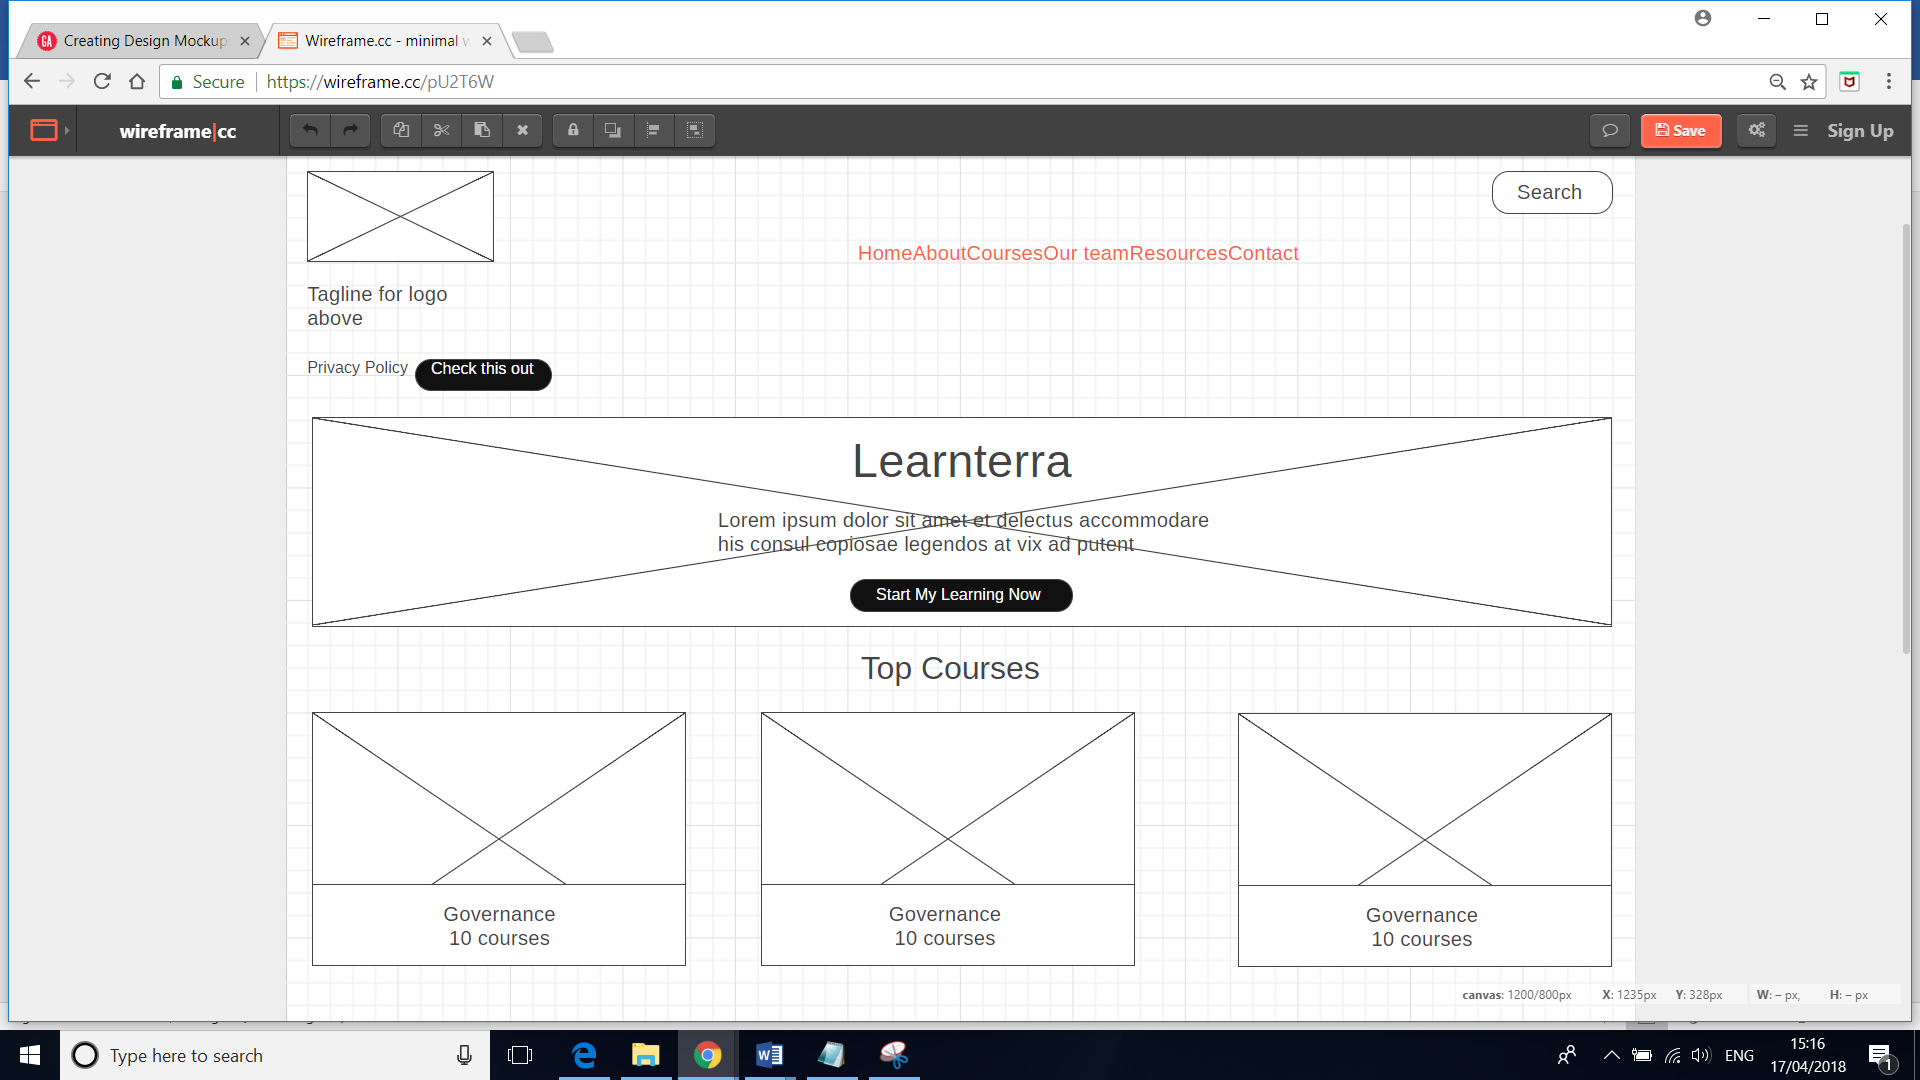 GA Creating Design Mockup
Wireframe.cc - minimal w
Secure https://wireframe.cc/pU2T6W
wireframe|cc
Save
Sign Up
Search
HomeAboutCoursesOur teamResourcesContact
Tagline for logo
above
Privacy Policy
Check this out
Learnterra
Lorem ipsum dolor sit amet et delectus accommodare
his consul copiosae legendos at vix ad putent
Start My Learning Now
Top Courses
Governance
10 courses
Governance
10 courses
Governance
10 courses
canvas: 1200/800px X: 1235px Y: 328px W: – px, H: – px
Type here to search
ENG
15:16
17/04/2018
1